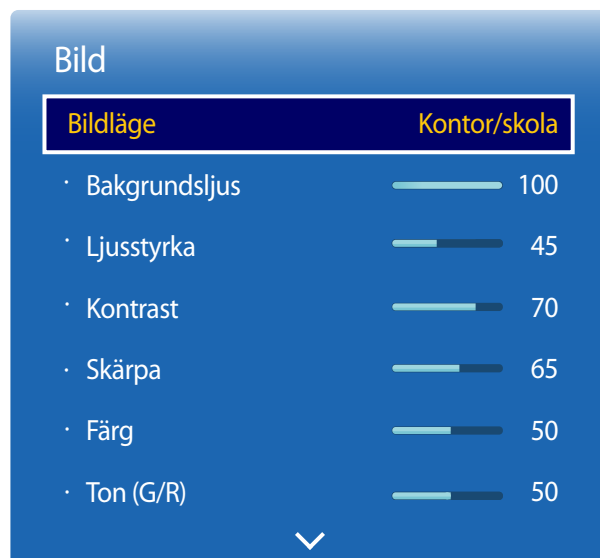 Bild
Bildläge Kontor/skola
· Bakgrundsljus 100
· Ljusstyrka 45
· Kontrast 70
· Skärpa 65
· Färg 50
· Ton (G/R) 50